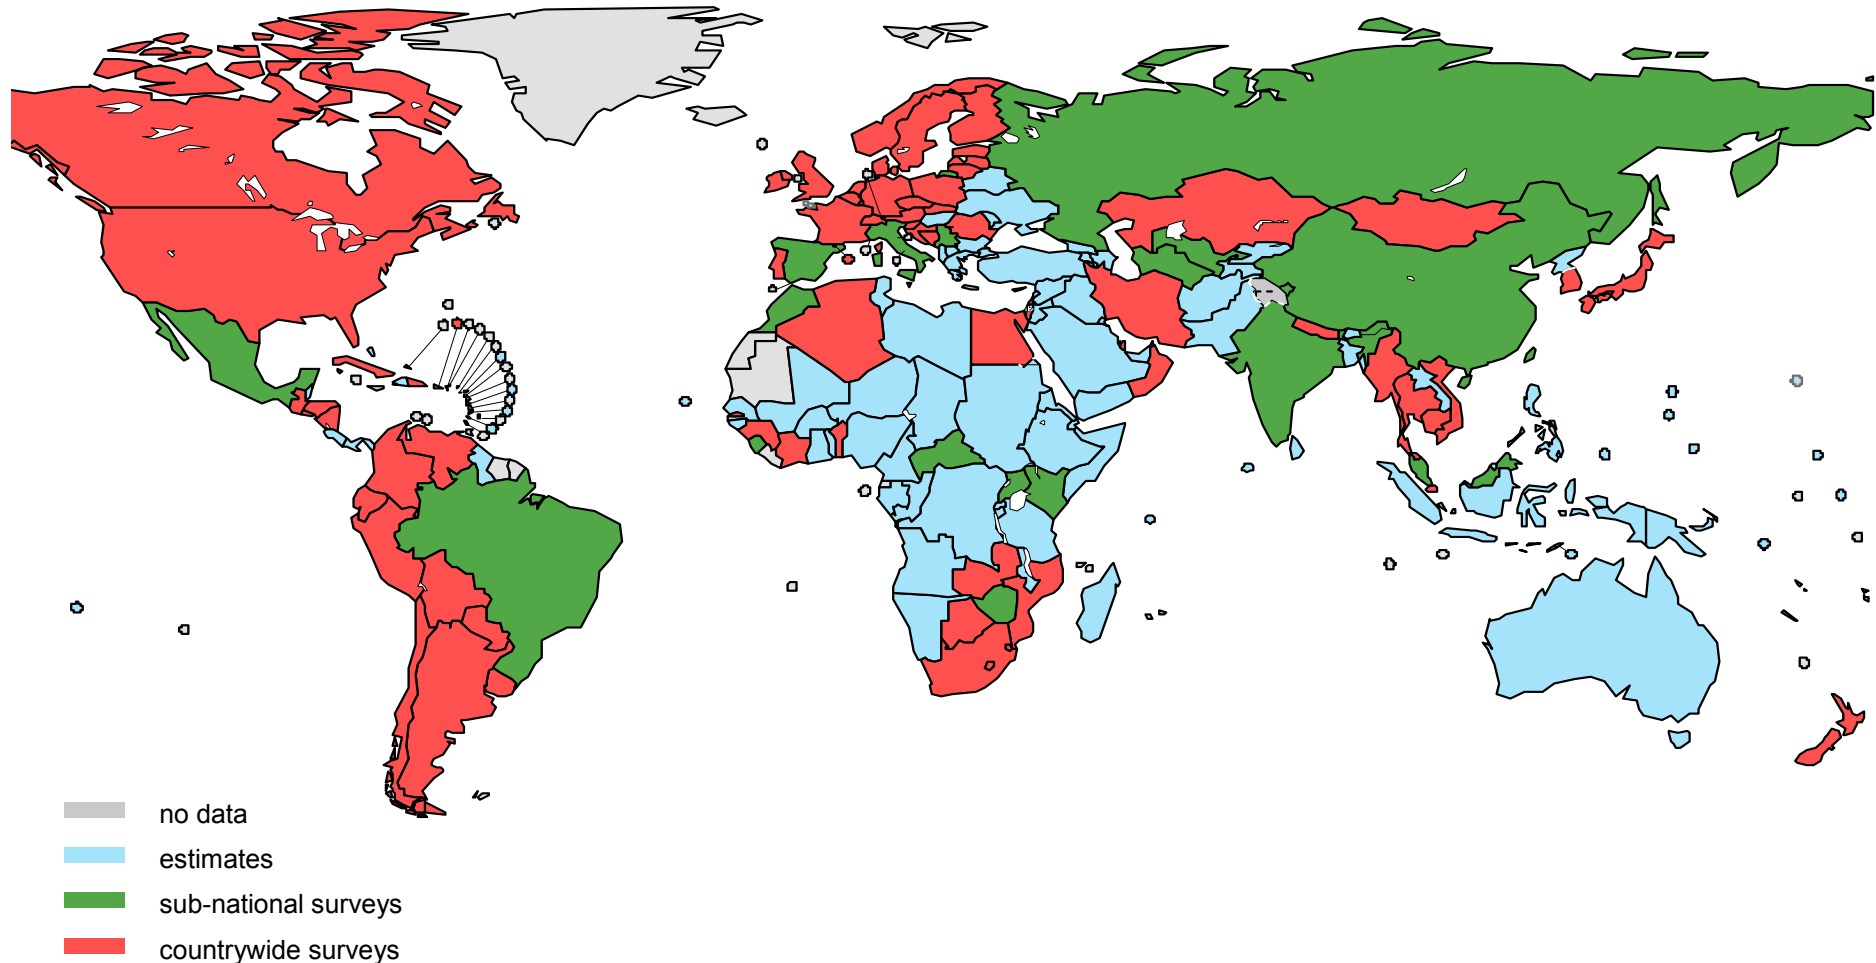 no data
estimates
sub-national surveys
countrywide surveys